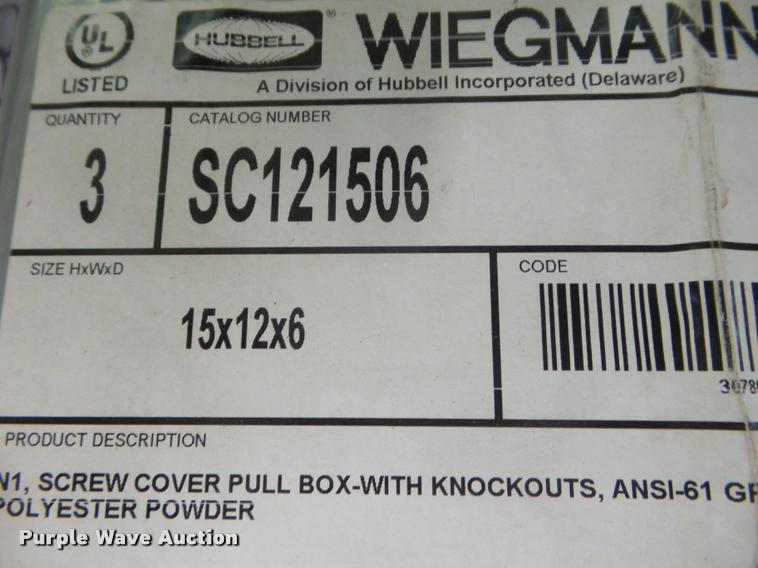 UL
LISTED
HUBBELL
®
WIEGMANN
A Division of Hubbell Incorporated (Delaware)
QUANTITY
3
CATALOG NUMBER
SC121506
SIZE HxWxD
15x12x6
CODE
3078
PRODUCT DESCRIPTION
N1, SCREW COVER PULL BOX-WITH KNOCKOUTS, ANSI-61 GR
POLYESTER POWDER
Purple Wave Auction